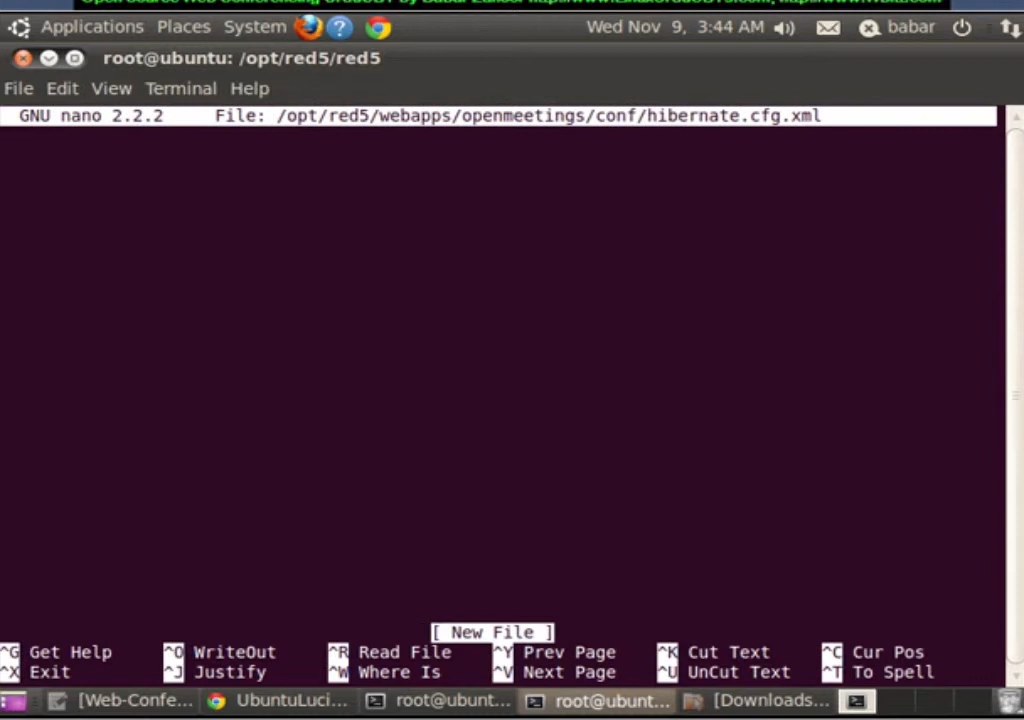 Applications Places System Wed Nov 9, 3:44 AM babar
root@ubuntu: /opt/red5/red5
File Edit View Terminal Help
GNU nano 2.2.2 File: /opt/red5/webapps/openmeetings/conf/hibernate.cfg.xml
[ New File ]
^G Get Help ^O WriteOut ^R Read File ^Y Prev Page ^K Cut Text ^C Cur Pos
^X Exit ^J Justify ^W Where Is ^V Next Page ^U UnCut Text ^T To Spell
[Web-Confe... UbuntuLuci... root@ubunt... root@ubunt... [Downloads...